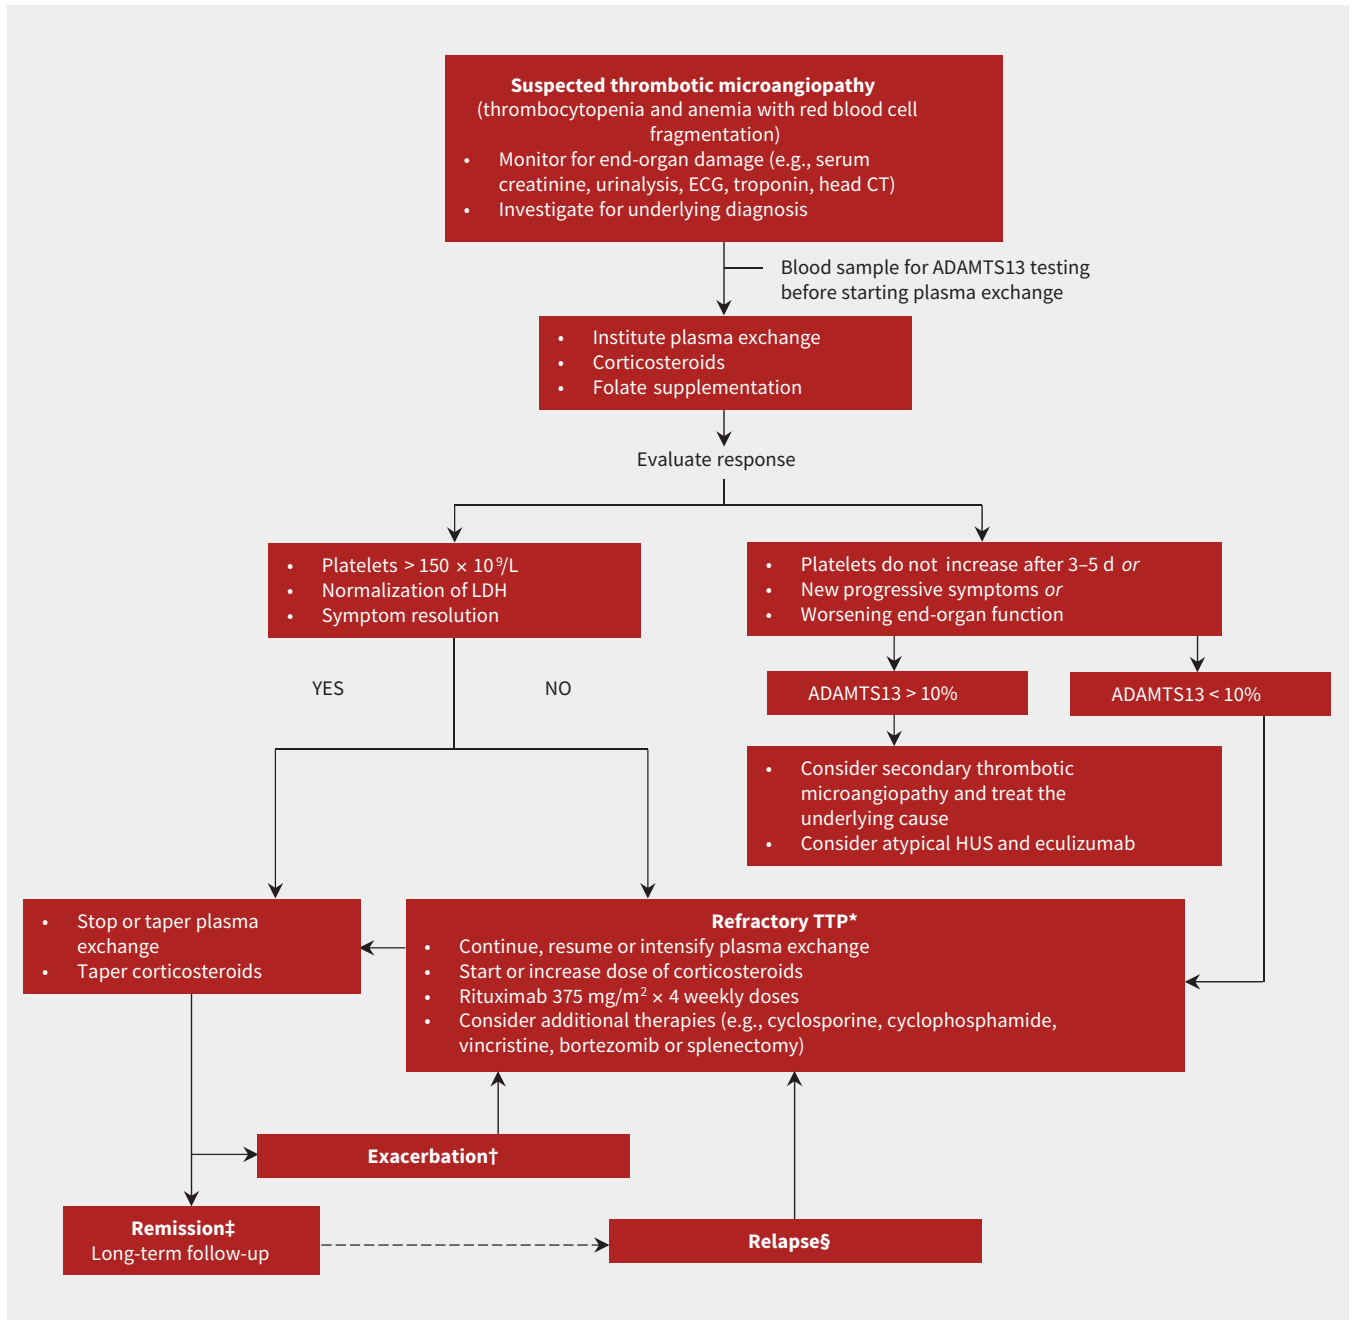 Suspected thrombotic microangiopathy
(thrombocytopenia and anemia with red blood cell
fragmentation)
• Monitor for end-organ damage (e.g., serum
creatinine, urinalysis, ECG, troponin, head CT)
• Investigate for underlying diagnosis
Blood sample for ADAMTS13 testing
before starting plasma exchange
• Institute plasma exchange
• Corticosteroids
• Folate supplementation
Evaluate response
• Platelets > 150 × 10⁹/L
• Normalization of LDH
• Symptom resolution
• Platelets do not increase after 3–5 d or
• New progressive symptoms or
• Worsening end-organ function
YES
NO
ADAMTS13 > 10%
ADAMTS13 < 10%
• Consider secondary thrombotic
microangiopathy and treat the
underlying cause
• Consider atypical HUS and eculizumab
• Stop or taper plasma
exchange
• Taper corticosteroids
Refractory TTP*
• Continue, resume or intensify plasma exchange
• Start or increase dose of corticosteroids
• Rituximab 375 mg/m² × 4 weekly doses
• Consider additional therapies (e.g., cyclosporine, cyclophosphamide,
vincristine, bortezomib or splenectomy)
Exacerbation†
Remission‡
Long-term follow-up
Relapse§